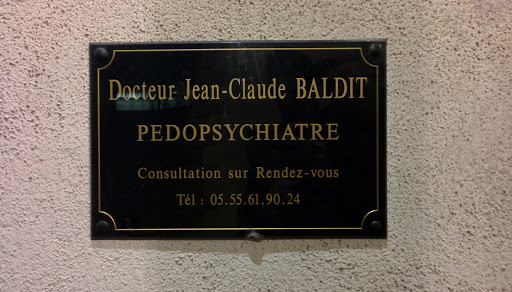 Docteur Jean-Claude BALDIT
PEDOPSYCHIATRE
Consultation sur Rendez-vous
Tél : 05.55.61.90.24